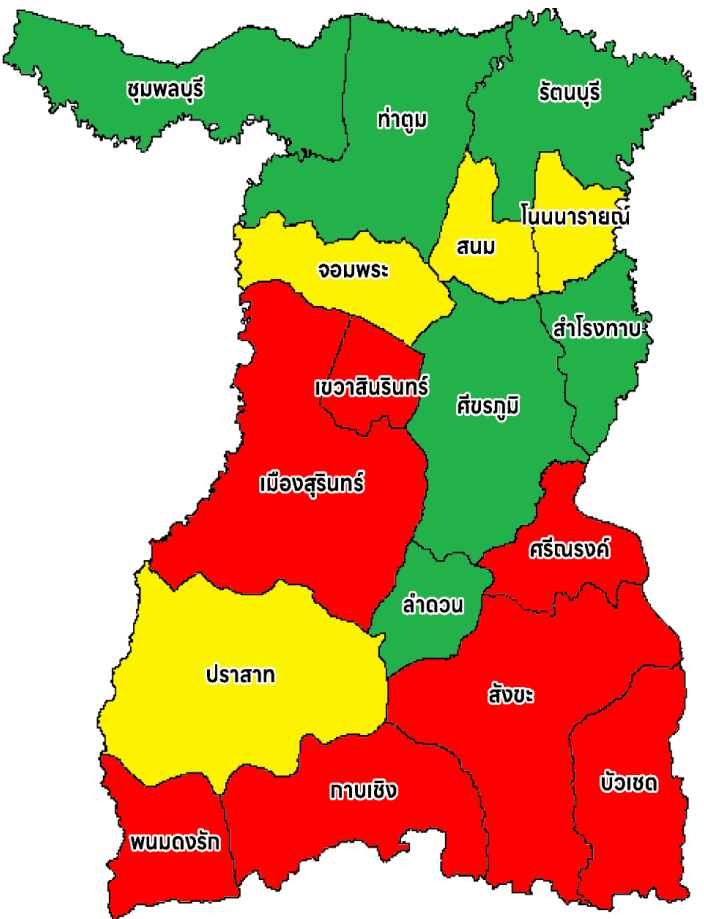 ชุมพลบุรี
ท่าตูม
รัตนบุรี
สนม
โนนนารายณ์
จอมพระ
สำโรงทาบ
เขวาสินรินทร์
ศีขรภูมิ
เมืองสุรินทร์
ศรีณรงค์
ลำดวน
ปราสาท
สังขะ
บัวเชด
กาบเชิง
พนมดงรัก